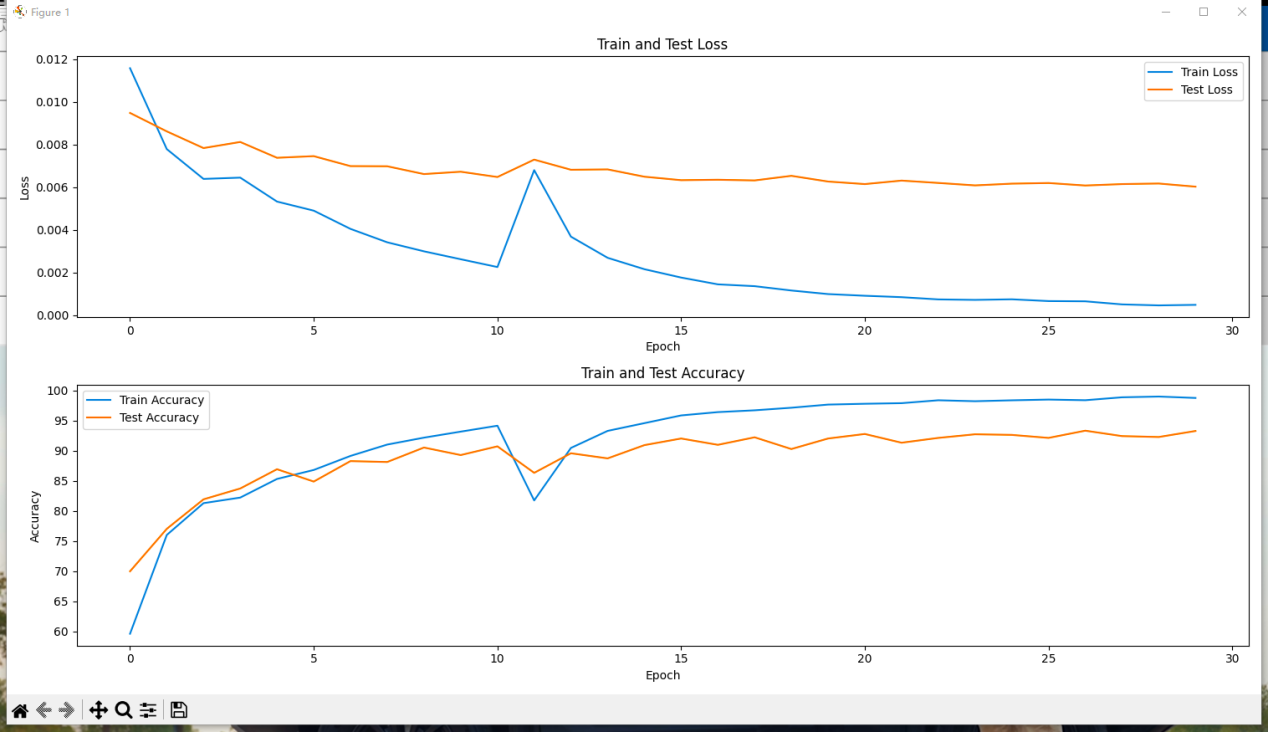 Figure 1
Train and Test Loss
0.012
0.010
0.008
0.006
0.004
0.002
0.000
Loss
Train Loss
Test Loss
0 5 10 15 20 25 30
Epoch
Train and Test Accuracy
100
95
90
85
80
75
70
65
60
Accuracy
Train Accuracy
Test Accuracy
0 5 10 15 20 25 30
Epoch